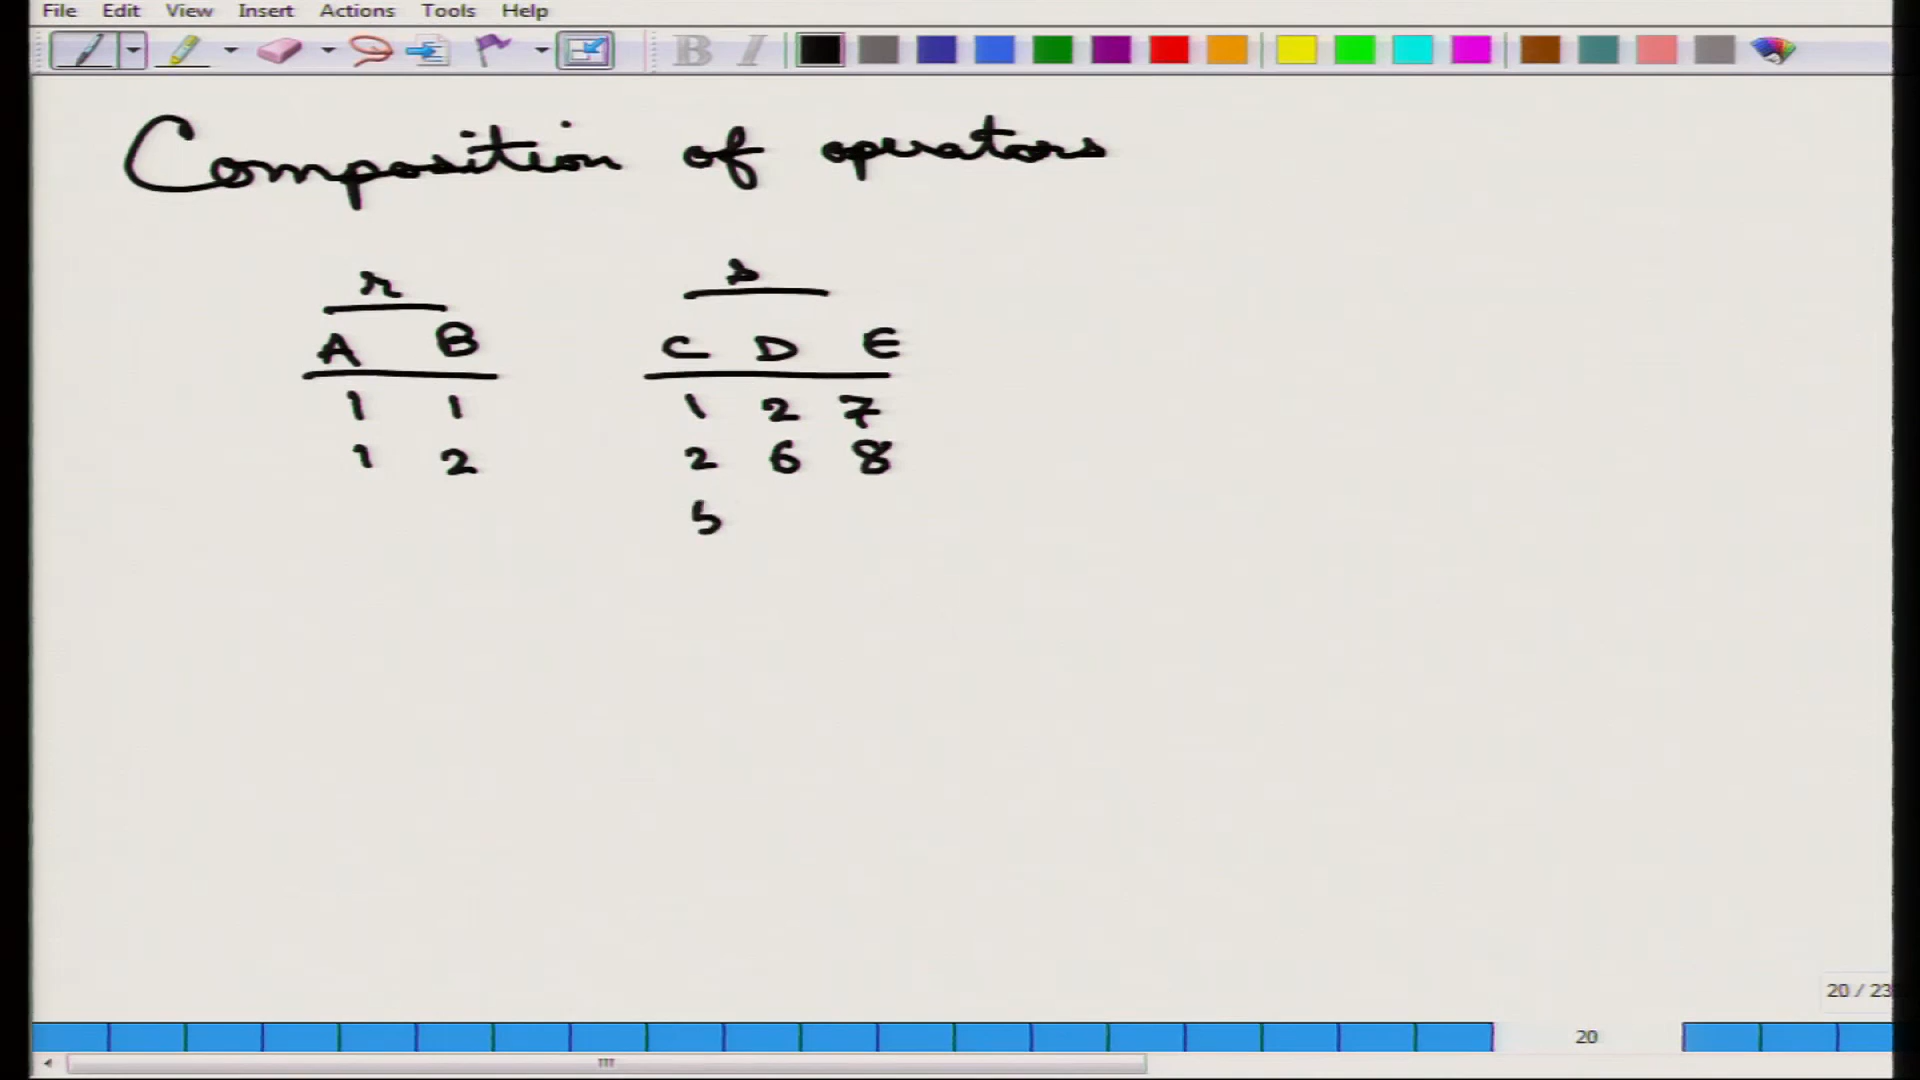 File Edit View Insert Actions Tools Help
B I
Composition of operators
r s
A B C D E
1 1 1 2 7
1 2 2 6 8
5
20 / 23
20